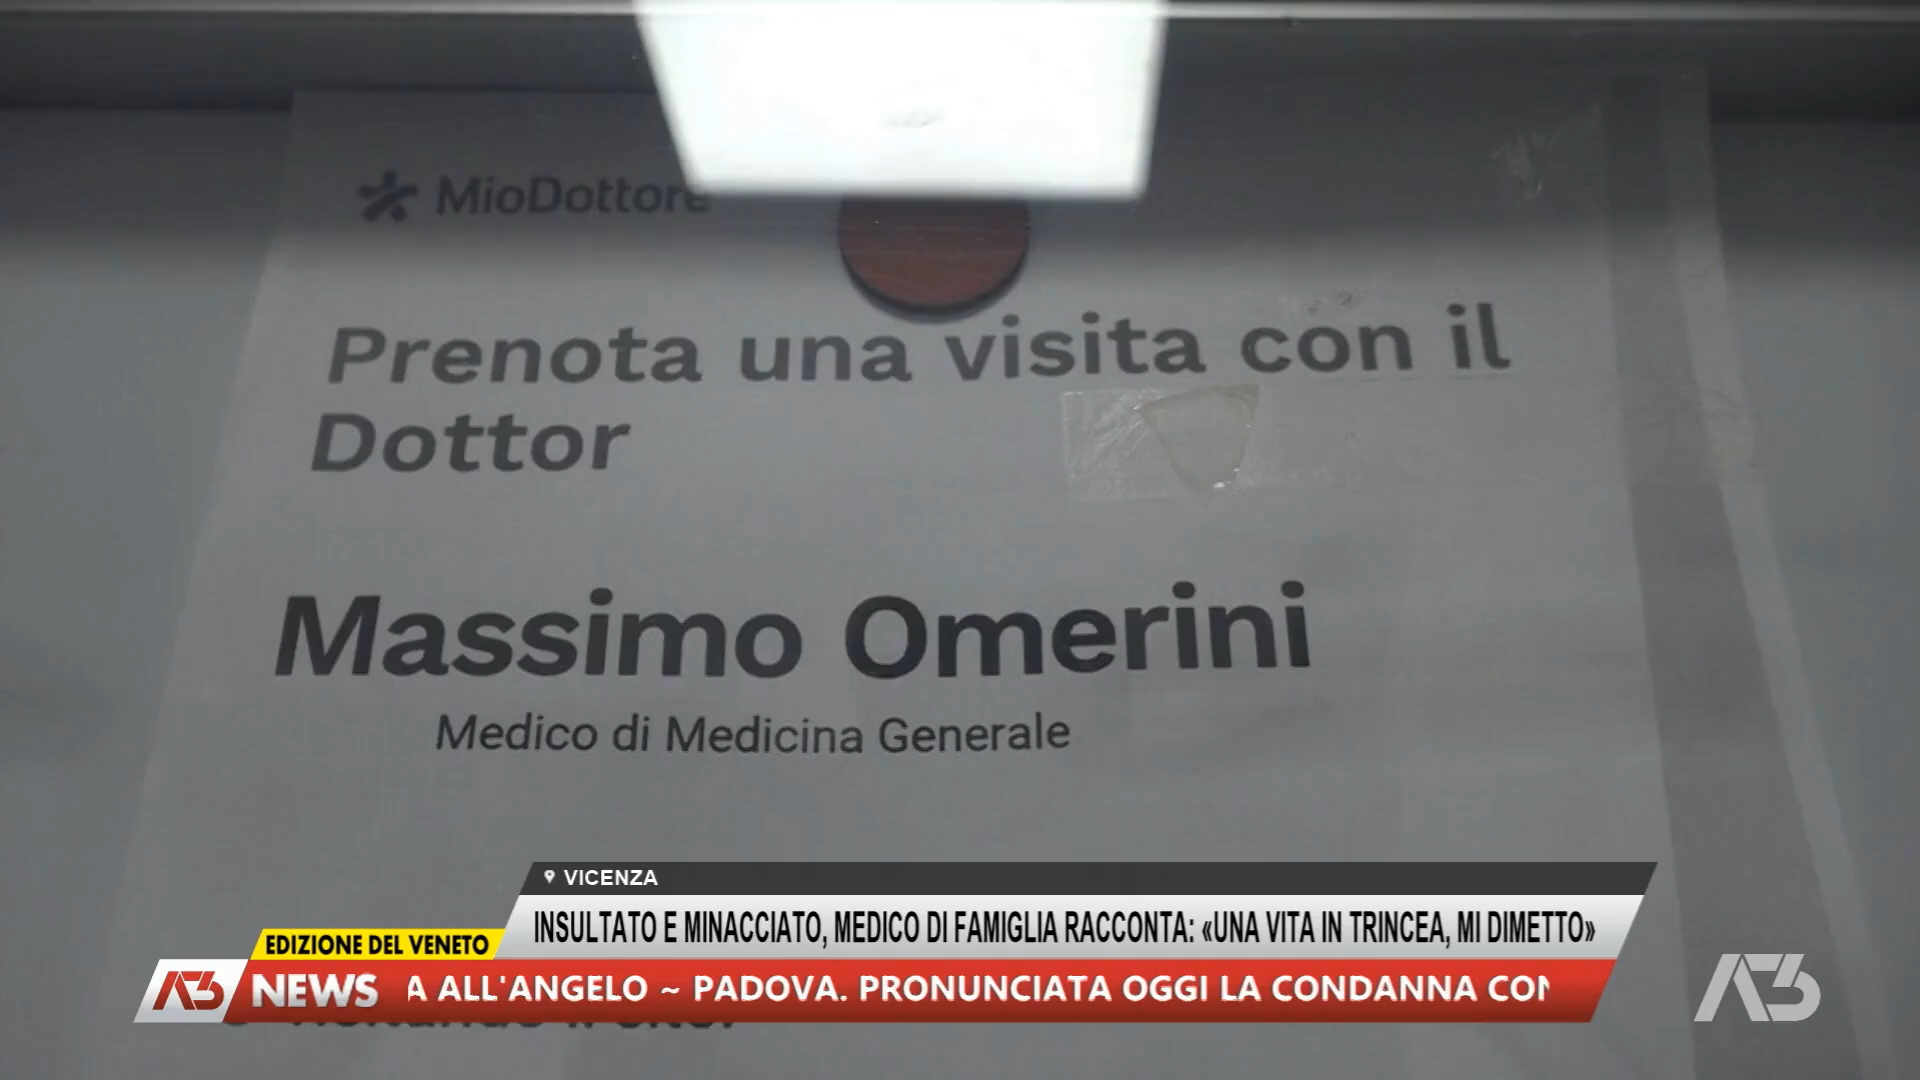 MioDottore
Prenota una visita con il
Dottor
Massimo Omerini
Medico di Medicina Generale
VICENZA
INSULTATO E MINACCIATO, MEDICO DI FAMIGLIA RACCONTA: «UNA VITA IN TRINCEA, MI DIMETTO»
EDIZIONE DEL VENETO
A3 NEWS A ALL'ANGELO ~ PADOVA. PRONUNCIATA OGGI LA CONDANNA CON
A3